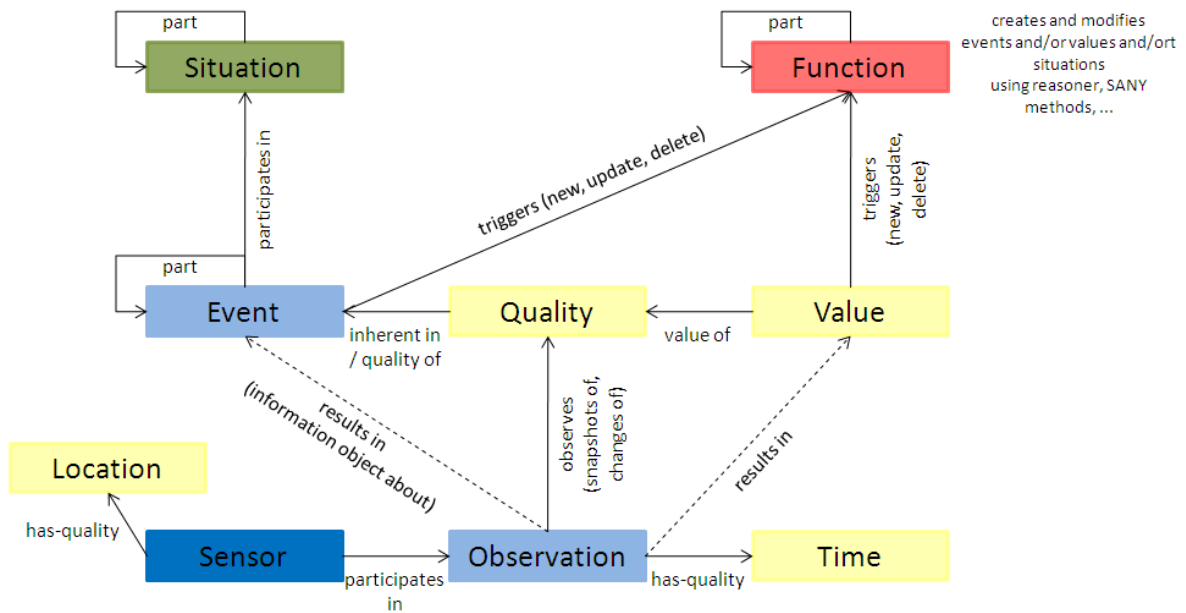 part
part
creates and modifies
events and/or values and/ort
situations
using reasoner, SANY
methods, ...
Situation
Function
participates in
triggers (new, update, delete)
triggers
(new, update,
delete)
part
Event
Quality
Value
inherent in
/ quality of
value of
results in
(information object about)
observes
(snapshots of,
changes of)
results in
Location
has-quality
Sensor
Observation
Time
participates
in
has-quality